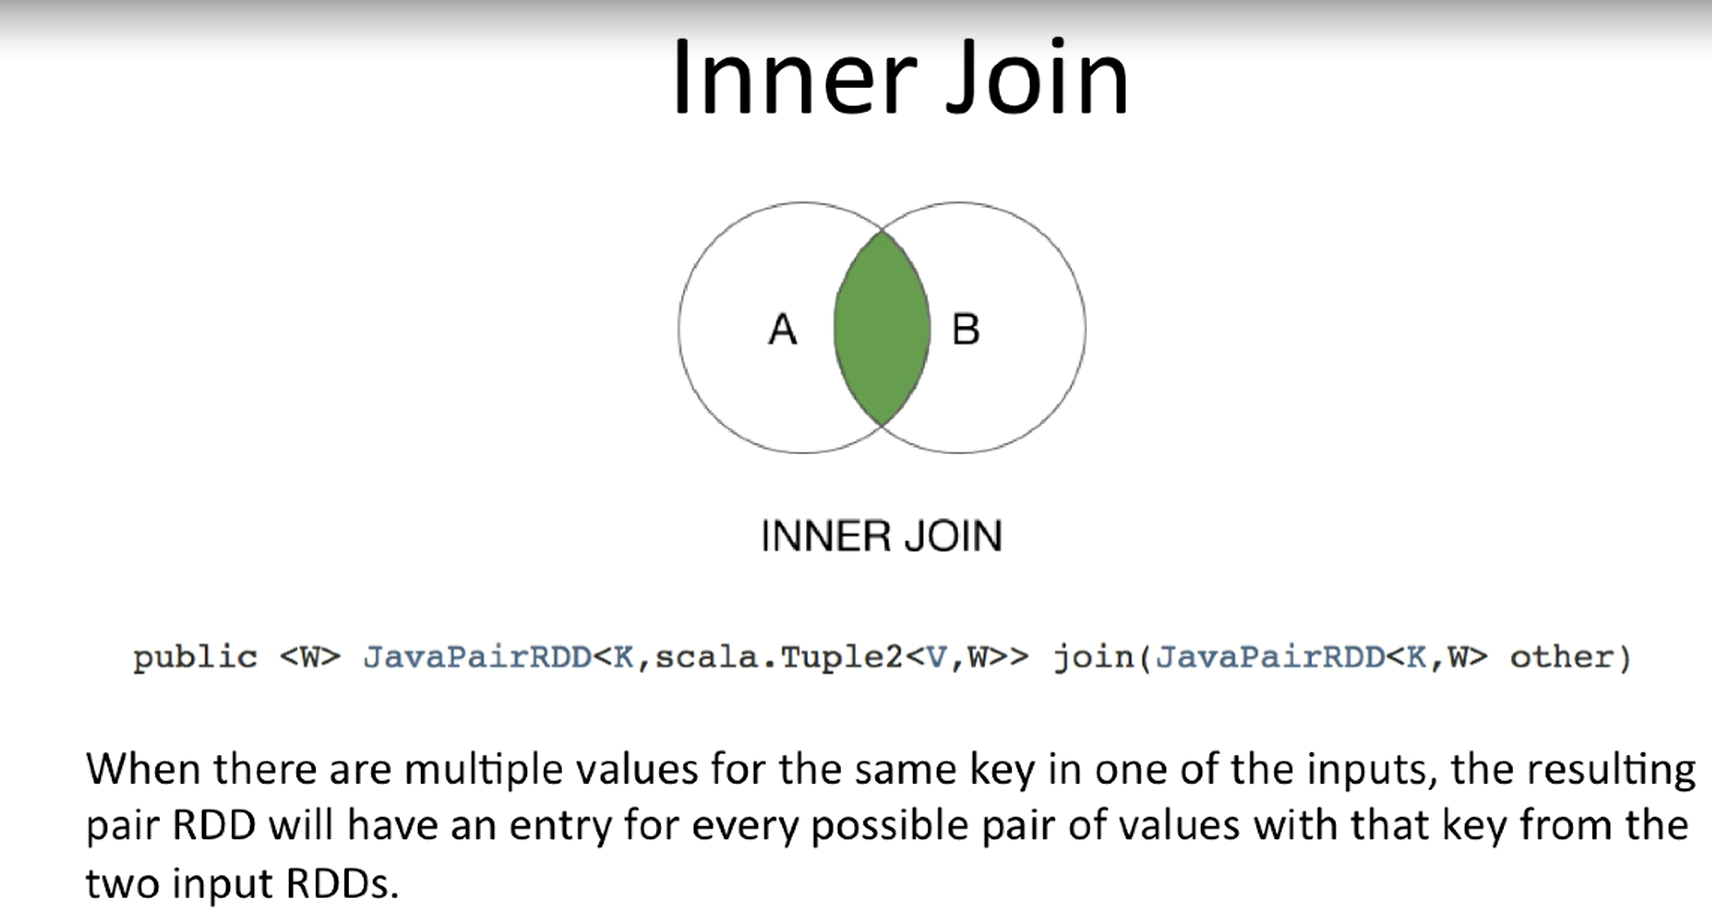 Inner Join
A B
INNER JOIN
public <W> JavaPairRDD<K,scala.Tuple2<V,W>> join(JavaPairRDD<K,W> other)
When there are multiple values for the same key in one of the inputs, the resulting
pair RDD will have an entry for every possible pair of values with that key from the
two input RDDs.